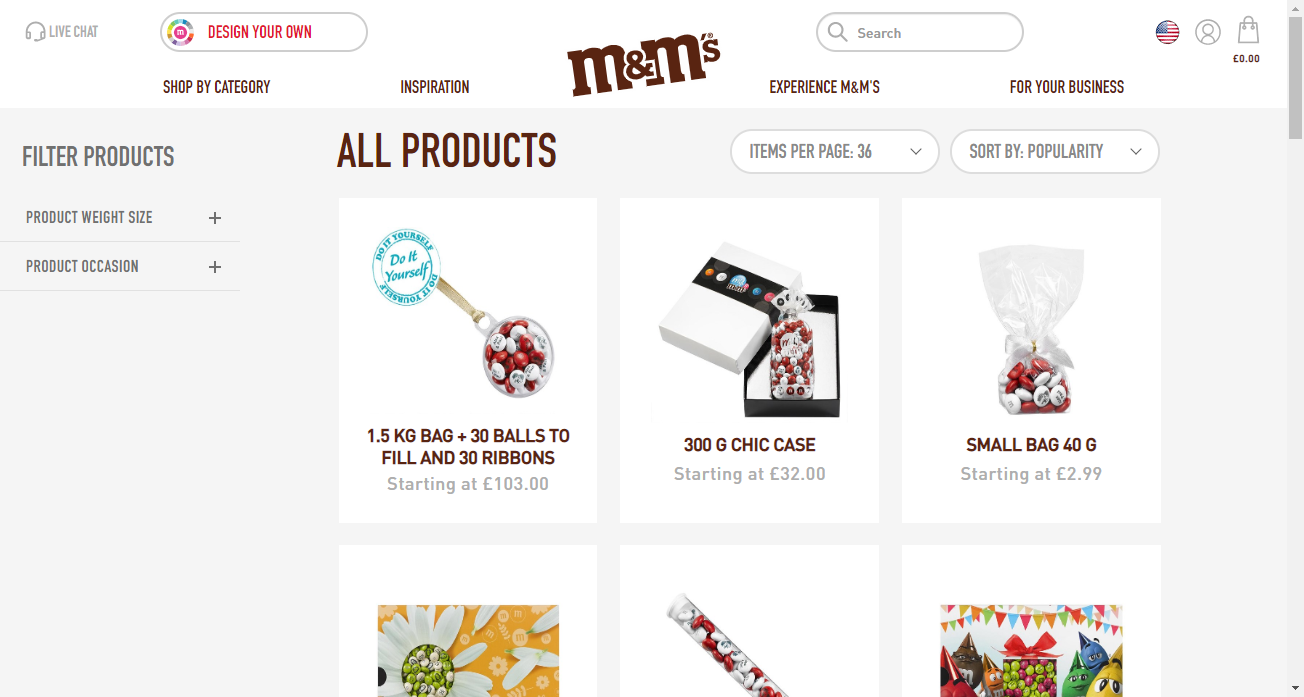 LIVE CHAT
DESIGN YOUR OWN
m&m's
Search
£0.00
SHOP BY CATEGORY
INSPIRATION
EXPERIENCE M&M'S
FOR YOUR BUSINESS
FILTER PRODUCTS
PRODUCT WEIGHT SIZE
PRODUCT OCCASION
ALL PRODUCTS
ITEMS PER PAGE: 36
SORT BY: POPULARITY
DO IT YOURSELF
Do It
Yourself
DO IT YOURSELF
1.5 KG BAG + 30 BALLS TO
FILL AND 30 RIBBONS
Starting at £103.00
300 G CHIC CASE
Starting at £32.00
SMALL BAG 40 G
Starting at £2.99